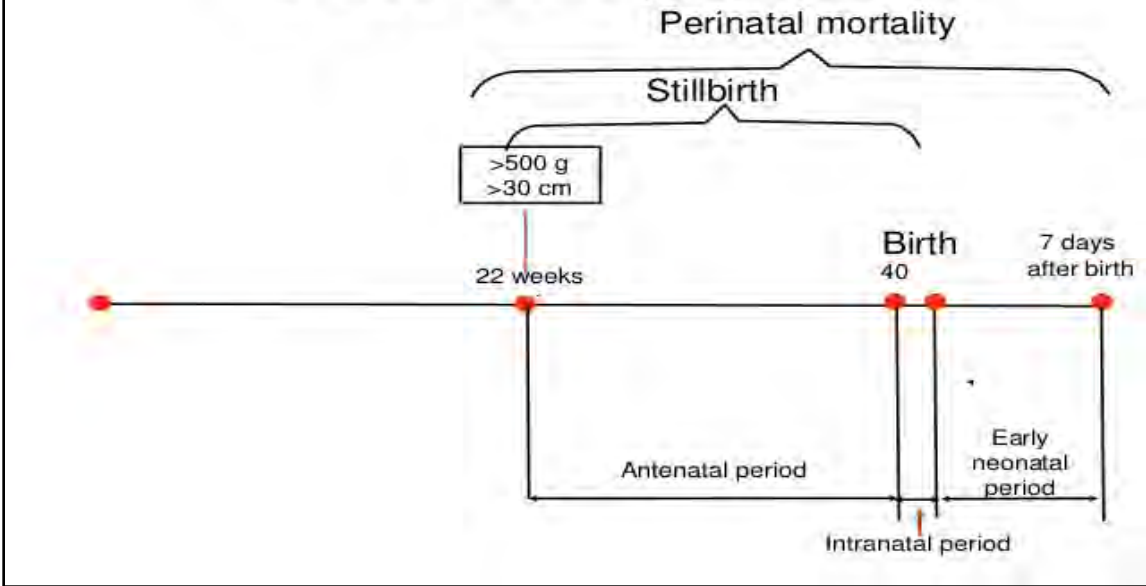 Perinatal mortality
Stillbirth
>500 g
>30 cm
22 weeks
Birth
40
7 days
after birth
Antenatal period
Early
neonatal
period
Intranatal period